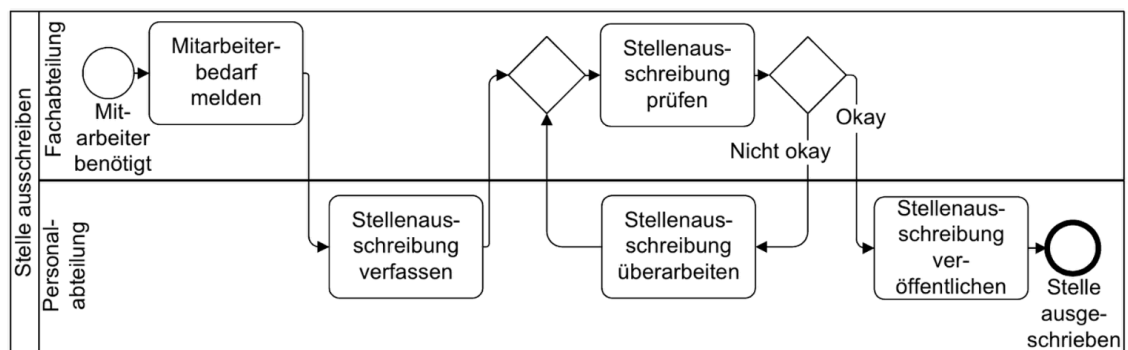 Stelle ausschreiben
Fachabteilung
Mit-
arbeiter
benötigt
Mitarbeiter-
bedarf
melden
Stellenaus-
schreibung
prüfen
Okay
Nicht okay
Personal-
abteilung
Stellenaus-
schreibung
verfassen
Stellenaus-
schreibung
überarbeiten
Stellenaus-
schreibung
ver-
öffentlichen
Stelle
ausge-
schrieben